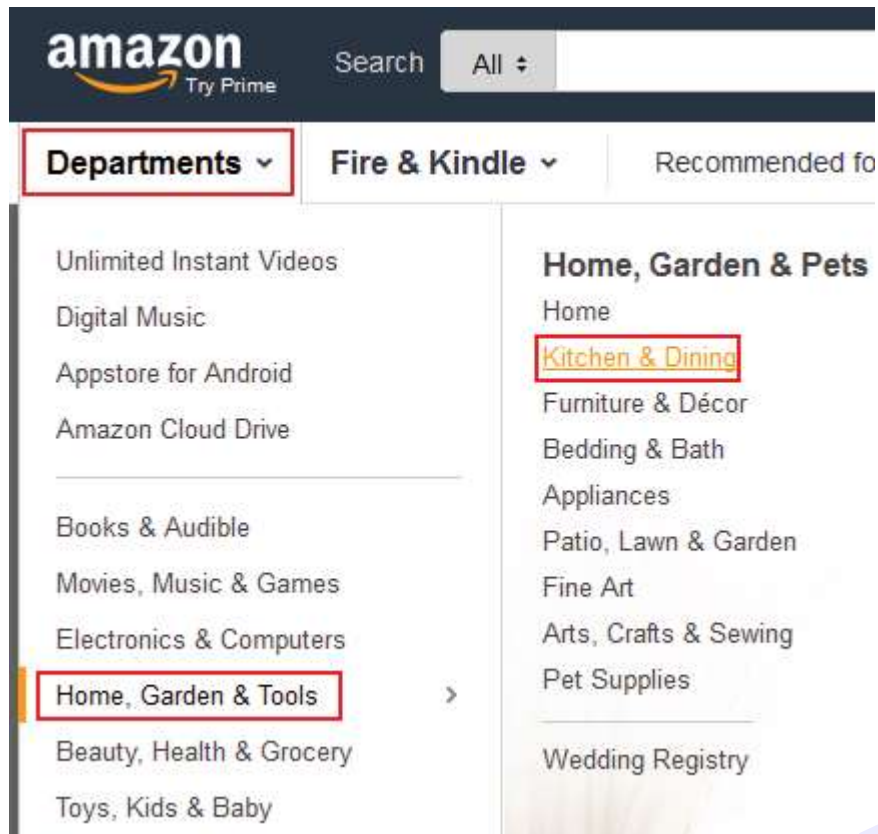 amazon
Try Prime
Search
All
Departments
Fire & Kindle
Recommended fo
Unlimited Instant Videos
Digital Music
Appstore for Android
Amazon Cloud Drive
Books & Audible
Movies, Music & Games
Electronics & Computers
Home, Garden & Tools
Beauty, Health & Grocery
Toys, Kids & Baby
Home, Garden & Pets
Home
Kitchen & Dining
Furniture & Décor
Bedding & Bath
Appliances
Patio, Lawn & Garden
Fine Art
Arts, Crafts & Sewing
Pet Supplies
Wedding Registry